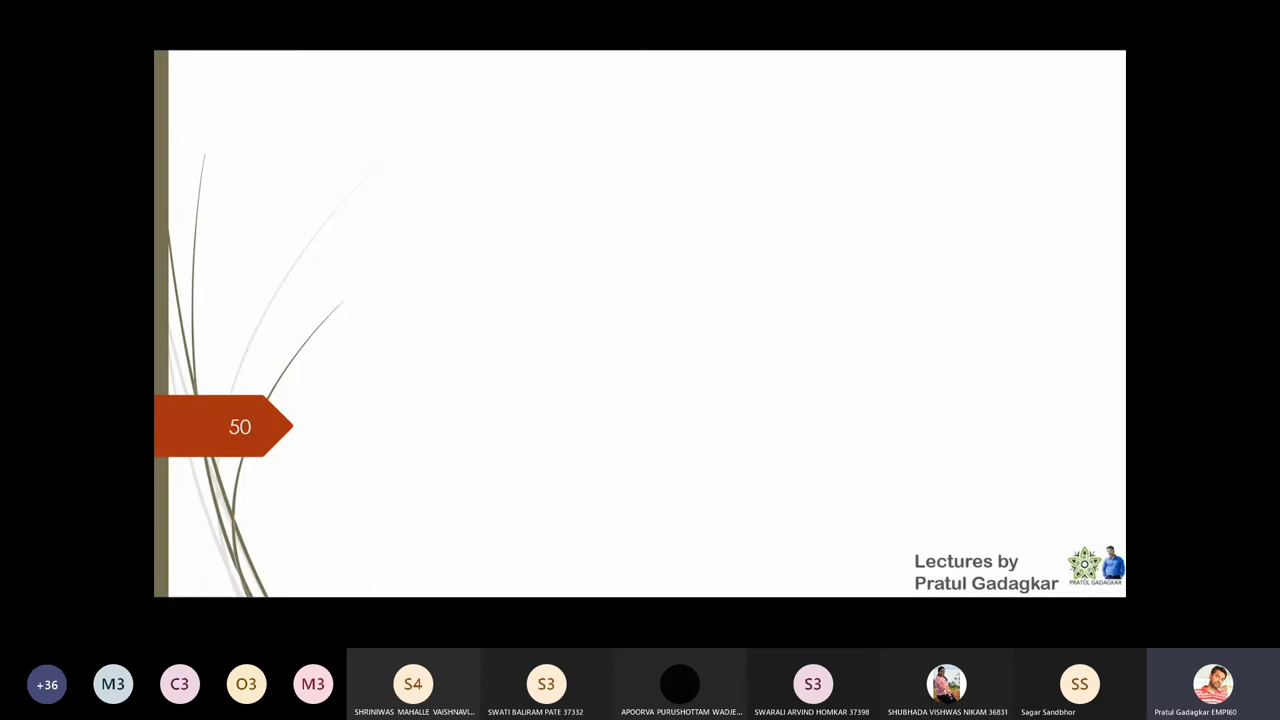 50
Lectures by
Pratul Gadagkar
PRATUL GADAGKAR
+36
M3
C3
O3
M3
S4
S3
S3
SS
SHRINIWAS MAHALLE VAISHNAVI...
SWATI BALIRAM PATE 37332
APOORVA PURUSHOTTAM WADJE...
SWARALI ARVIND HOMKAR 37398
SHUBHADA VISHWAS NIKAM 36831
Sagar Sandbhor
Pratul Gadagkar EMP160